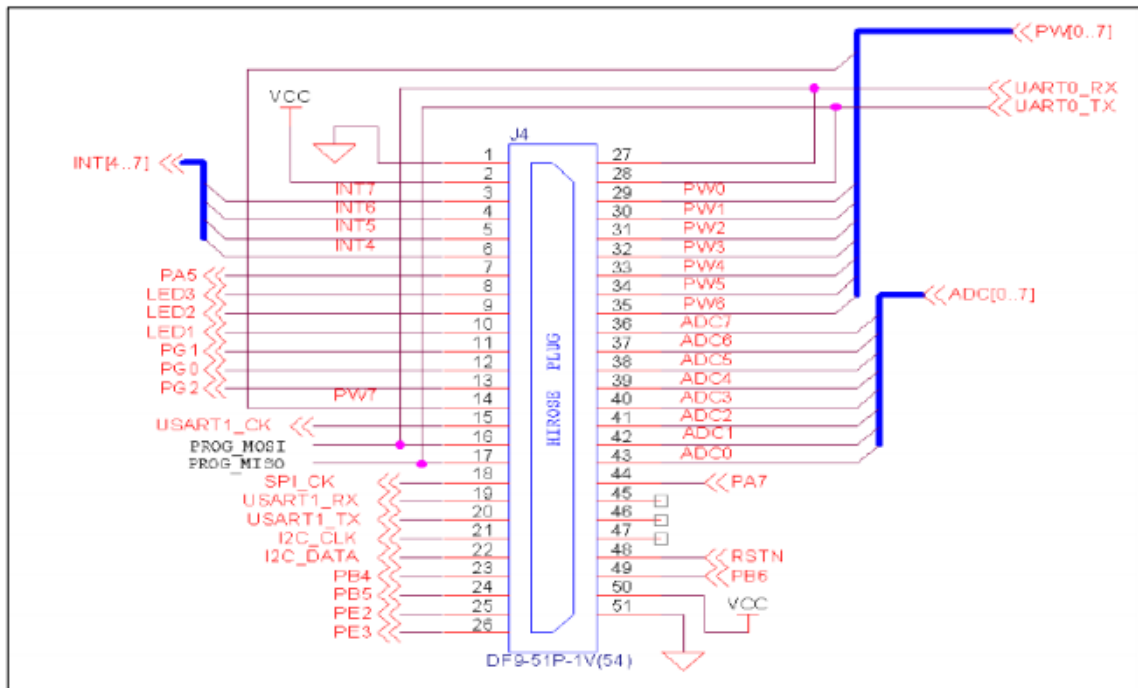 PW[0..7]
VCC
UART0_RX
UART0_TX
J4
INT[4..7]
1 27
2 28
INT7 3 29 PW0
INT6 4 30 PW1
INT5 5 31 PW2
INT4 6 32 PW3
PA5 7 33 PW4
LED3 8 34 PW5
LED2 9 35 PW6
ADC[0..7]
LED1 10 36 ADC7
PG1 11 37 ADC6
PG0 12 38 ADC5
PG2 13 39 ADC4
PW7 14 40 ADC3
USART1_CK 15 41 ADC2
PROG_MOSI 16 42 ADC1
PROG_MISO 17 43 ADC0
SPI_CK 18 44 PA7
USART1_RX 19 45
USART1_TX 20 46
I2C_CLK 21 47
I2C_DATA 22 48 RSTN
PB4 23 49 PB6
PB5 24 50
PE2 25 51 VCC
PE3 26
HIROSE PLUG
DF9-51P-1V(54)